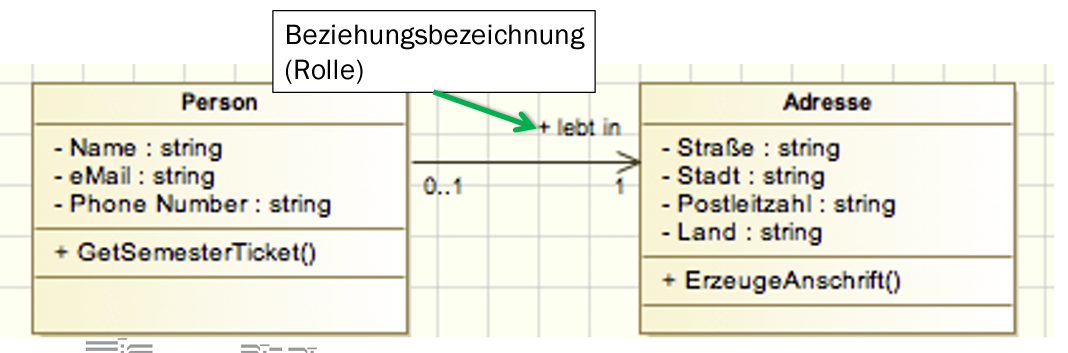 Beziehungsbezeichnung
(Rolle)
Person
- Name : string
- eMail : string
- Phone Number : string
+ GetSemesterTicket()
+ lebt in
0..1
1
Adresse
- Straße : string
- Stadt : string
- Postleitzahl : string
- Land : string
+ ErzeugeAnschrift()